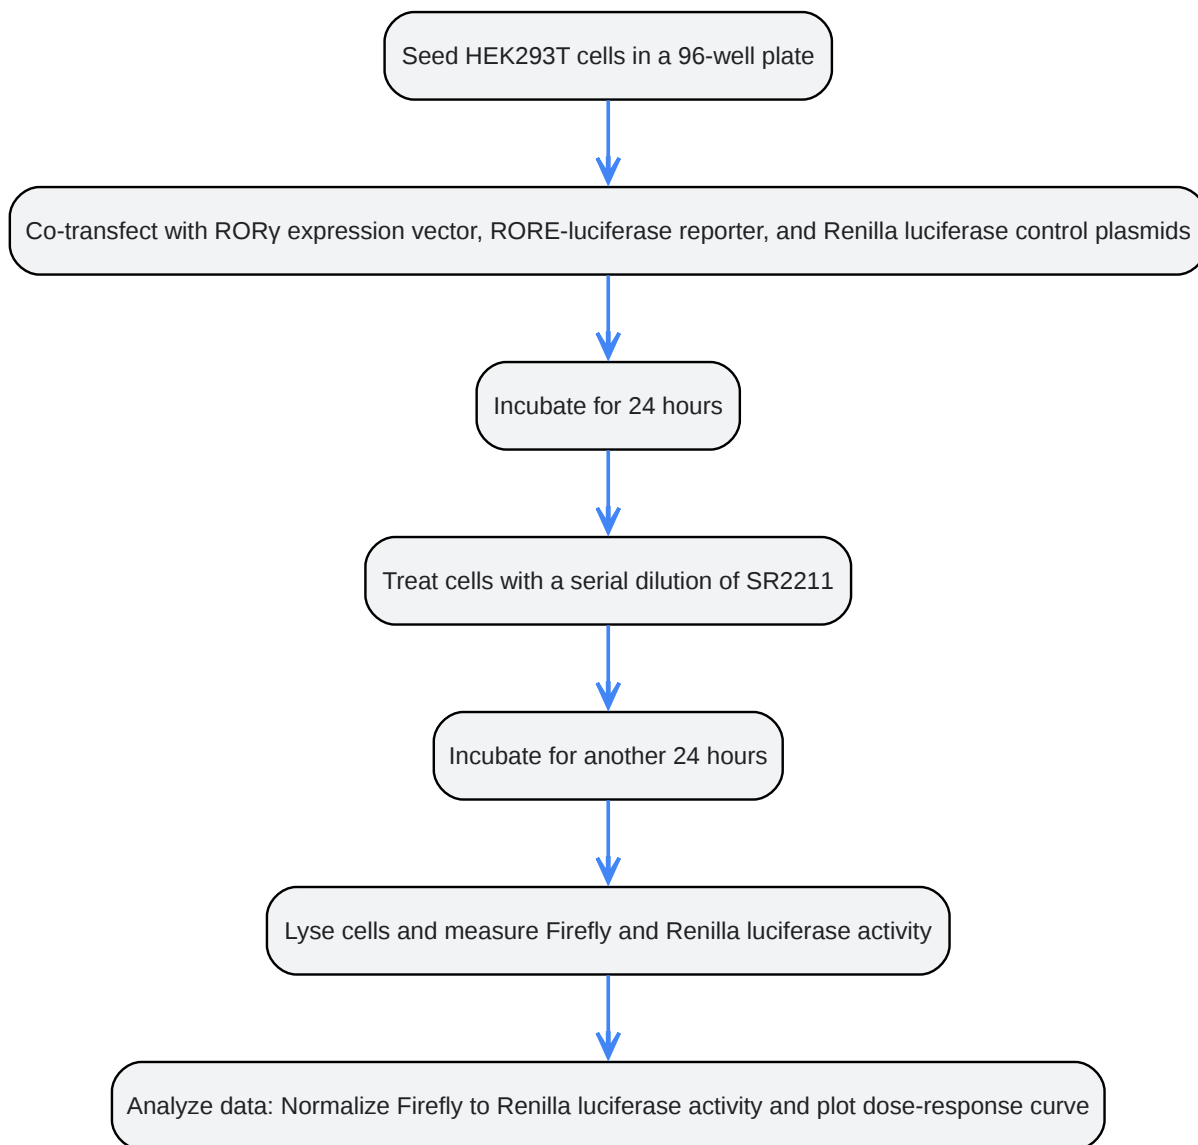 Seed HEK293T cells in a 96-well plate
Co-transfect with RORγ expression vector, RORE-luciferase reporter, and Renilla luciferase control plasmids
Incubate for 24 hours
Treat cells with a serial dilution of SR2211
Incubate for another 24 hours
Lyse cells and measure Firefly and Renilla luciferase activity
Analyze data: Normalize Firefly to Renilla luciferase activity and plot dose-response curve